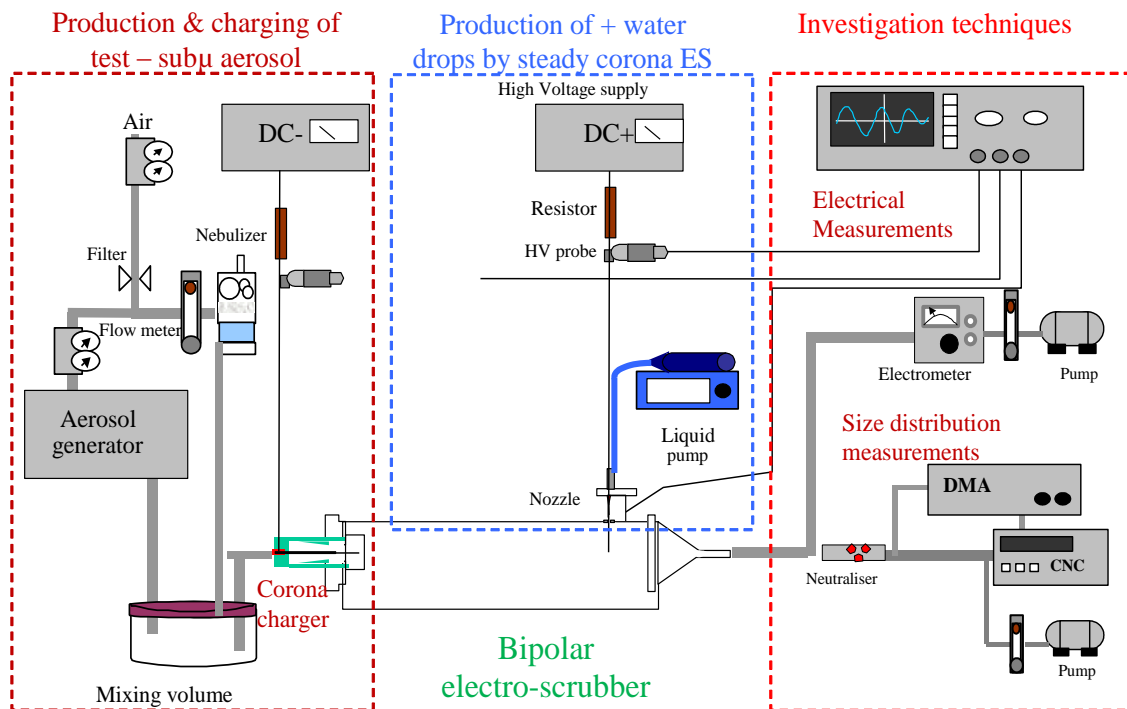 Production & charging of
test – subμ aerosol
Production of + water
drops by steady corona ES
Investigation techniques
Air
DC-
High Voltage supply
DC+
Resistor
HV probe
Electrical
Measurements
Nebulizer
Filter
Flow meter
Aerosol
generator
Electrometer
Pump
Liquid
pump
Size distribution
measurements
Nozzle
DMA
CNC
Neutraliser
Corona
charger
Pump
Mixing volume
Bipolar
electro-scrubber